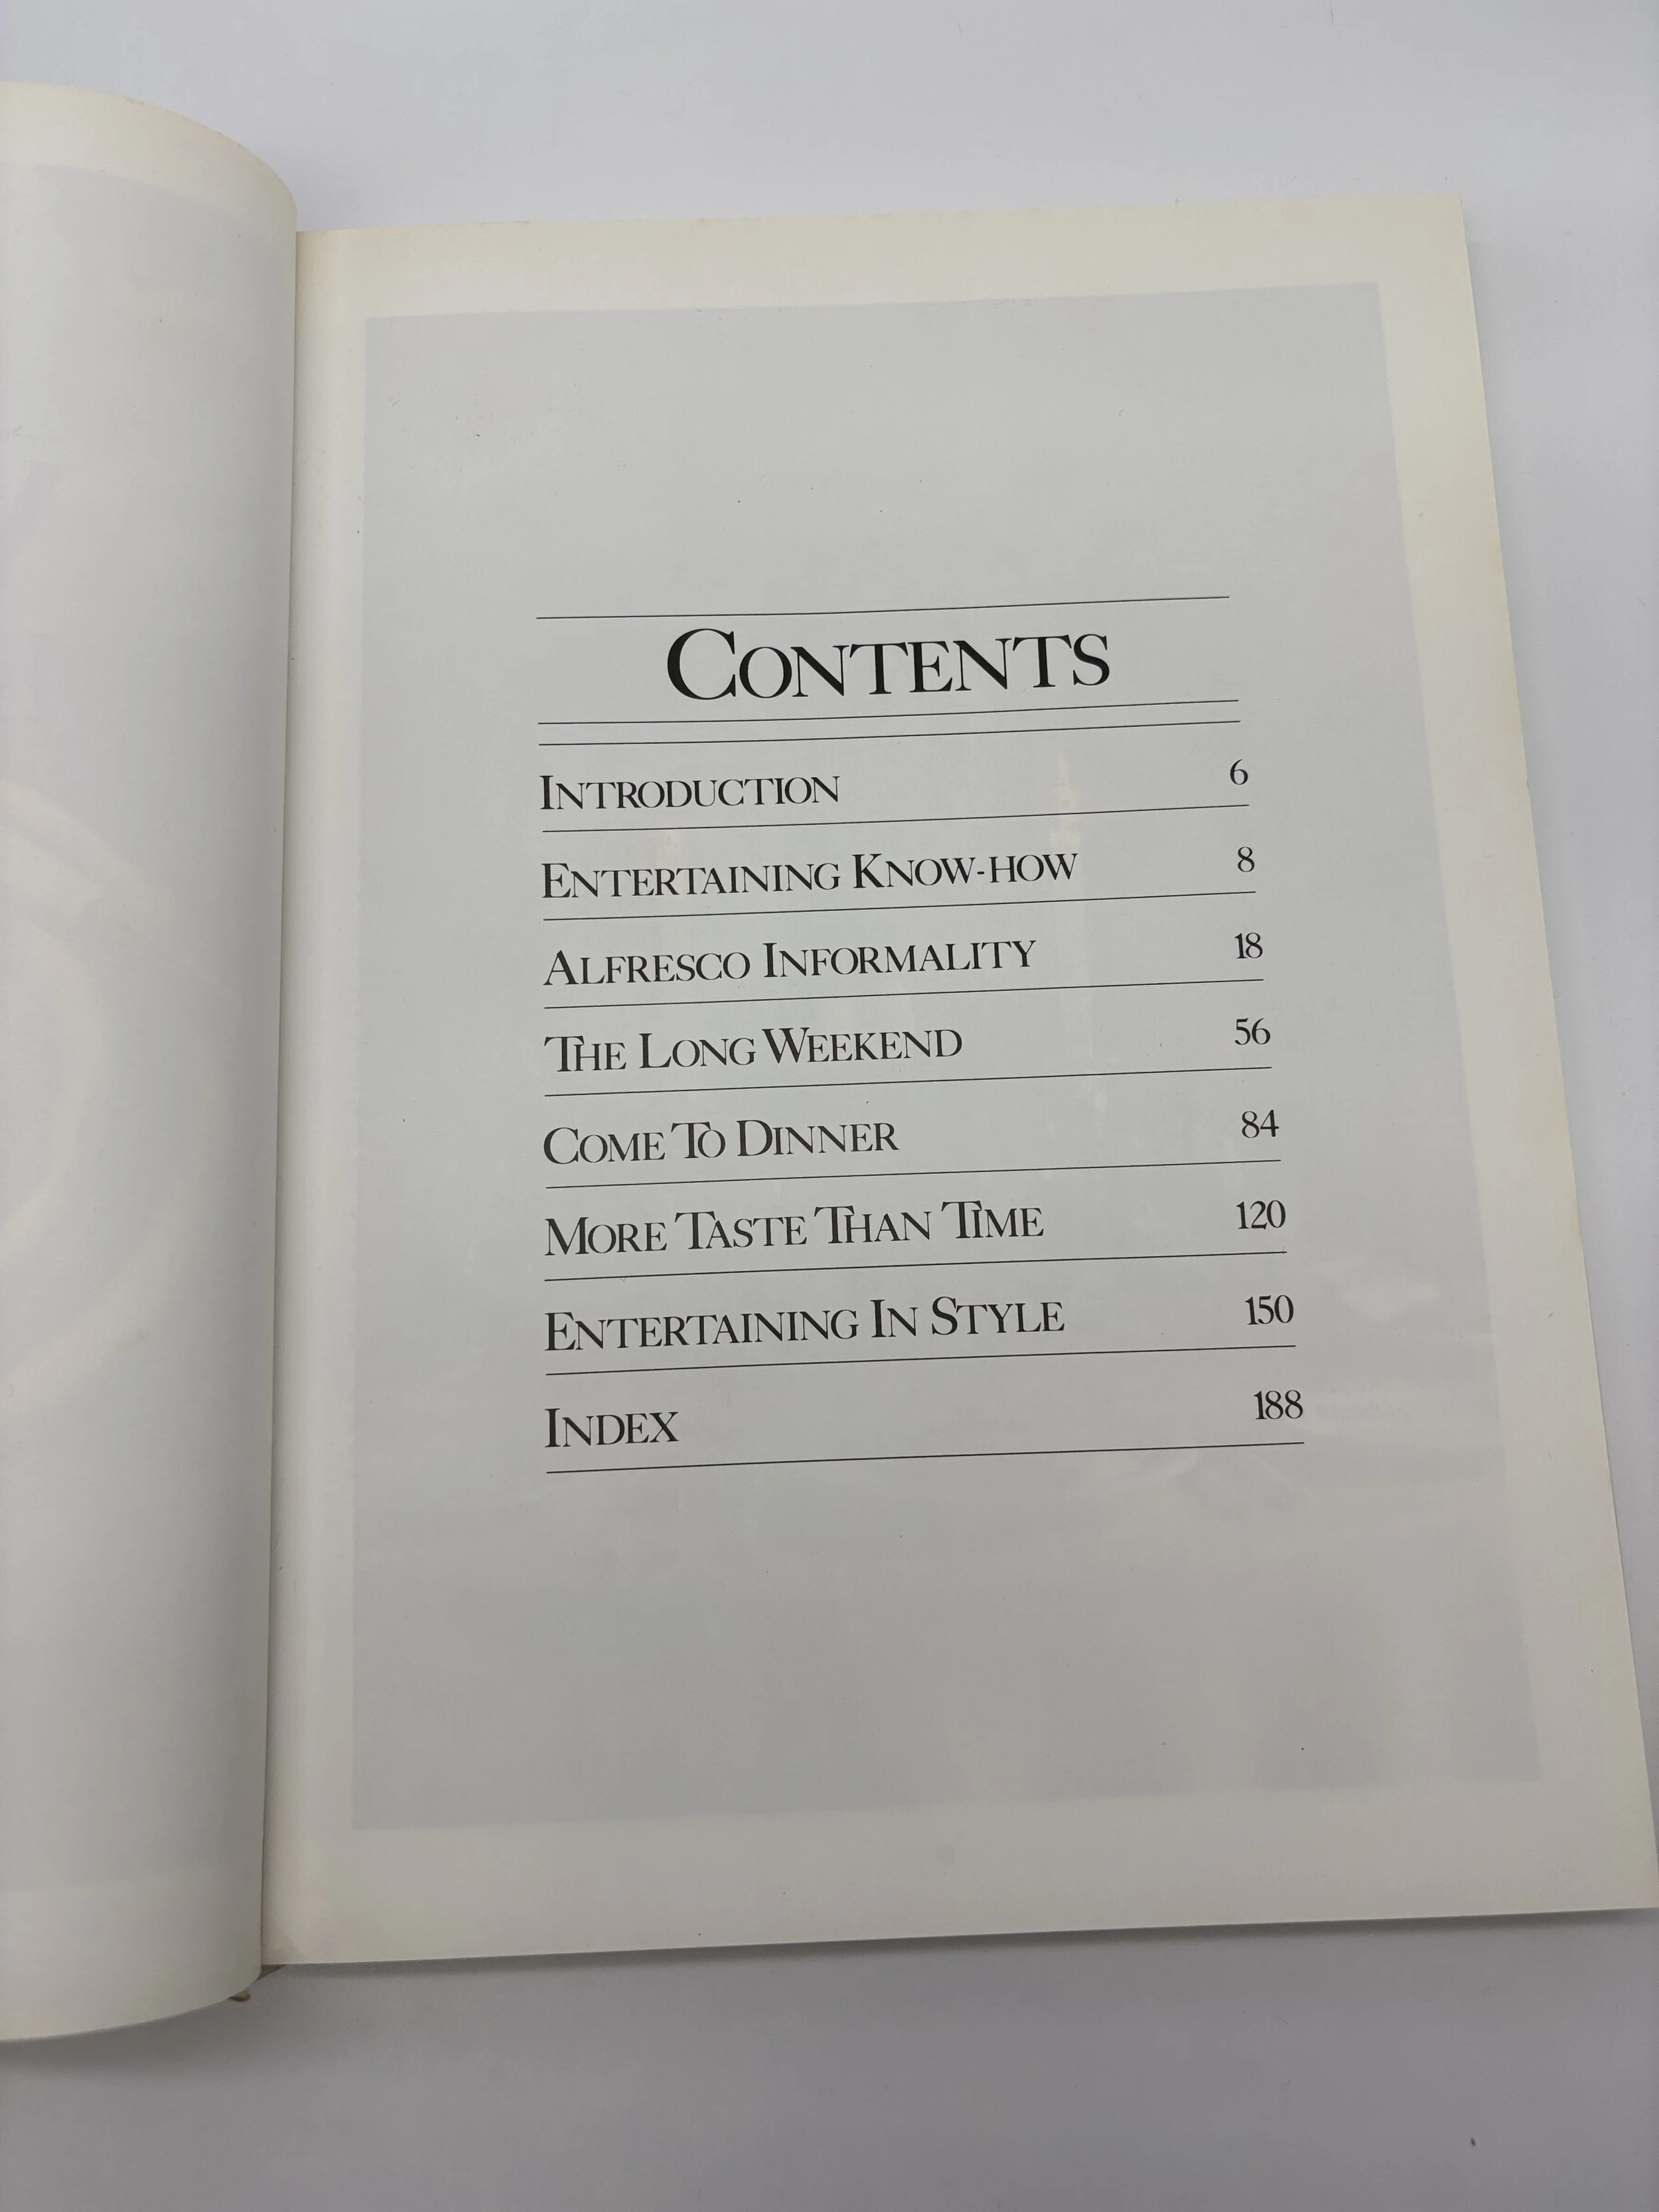 CONTENTS
INTRODUCTION 6
ENTERTAINING KNOW-HOW 8
ALFRESCO INFORMALITY 18
THE LONG WEEKEND 56
COME TO DINNER 84
MORE TASTE THAN TIME 120
ENTERTAINING IN STYLE 150
INDEX 188